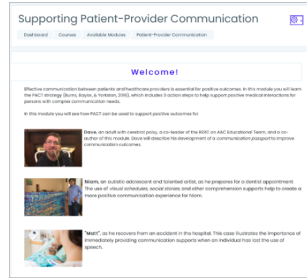 Supporting Patient-Provider Communication
Dashboard Courses Available Modules Patient-Provider Communication
Welcome!
Effective communication between patients and healthcare providers is essential for positive outcomes. In this module you will learn
the PACT strategy (Burns, Baylor, & Yorkston, 2016), which includes 3 action steps to help support positive medical interactions for
persons with complex communication needs.
In this module you will see how PACT can be used to support positive outcomes for
Dave, an adult with cerebral palsy, a co-leader of the RERC on AAC Educational Team, and a co-
author of this module. Dave will describe his development of a communication passport to improve
communication outcomes.
Niam, an autistic adolescent and talented artist, as he prepares for a dentist appointment.
The use of visual schedules, social stories, and other comprehension supports help to create a
more positive communication experience for Niam.
"Matt", as he recovers from an accident in the hospital. This case illustrates the importance of
immediately providing communication supports when an individual has lost the use of
speech.